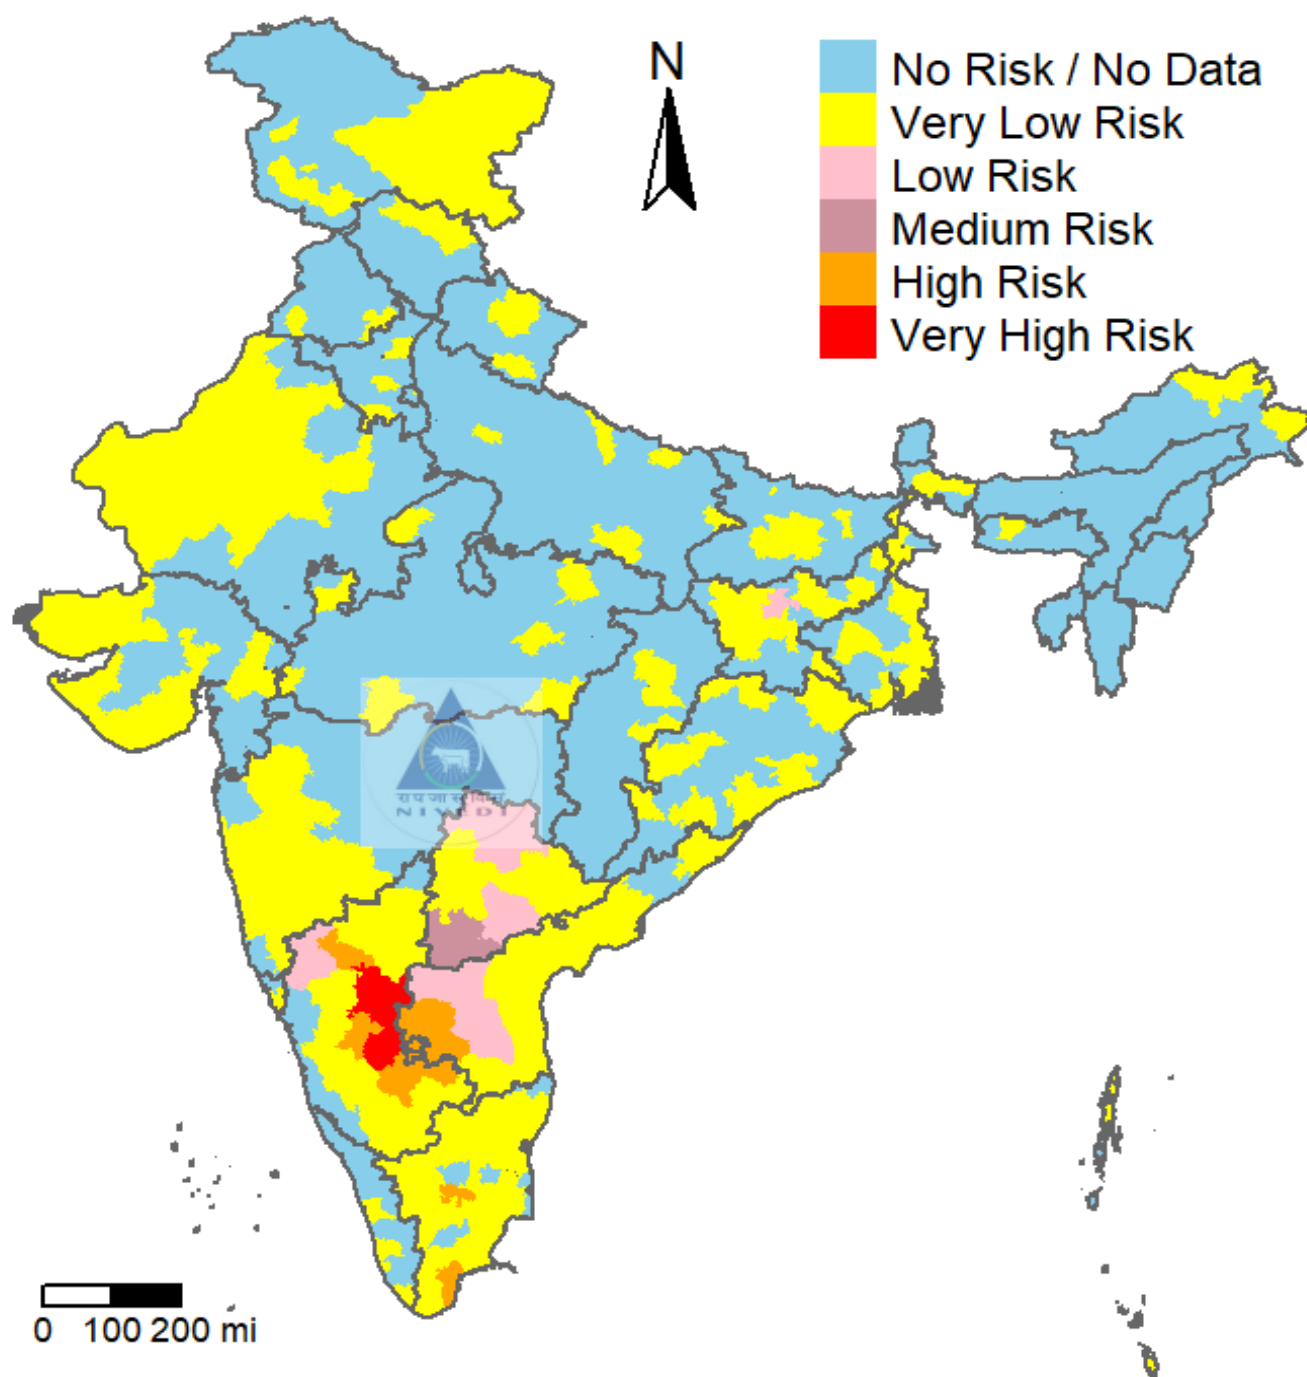 N
No Risk / No Data
Very Low Risk
Low Risk
Medium Risk
High Risk
Very High Risk
NIVEDI
0 100 200 mi